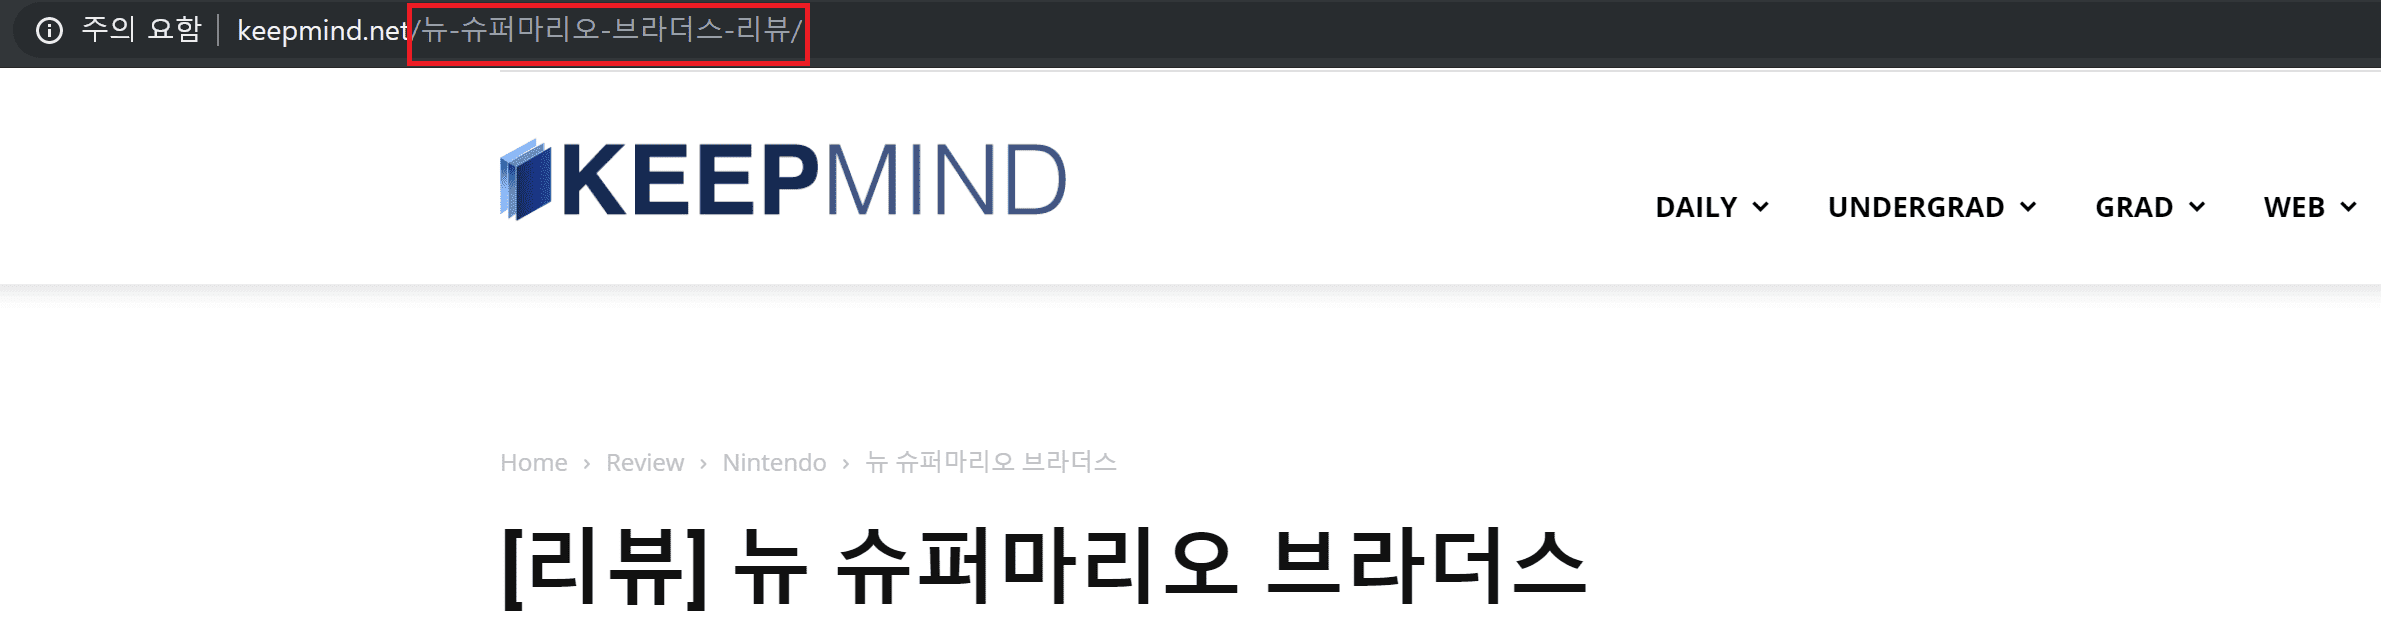 주의 요함 | keepmind.net/뉴-슈퍼마리오-브라더스-리뷰/
KEEPMIND
DAILY UNDERGRAD GRAD WEB
Home › Review › Nintendo › 뉴 슈퍼마리오 브라더스
[리뷰] 뉴 슈퍼마리오 브라더스